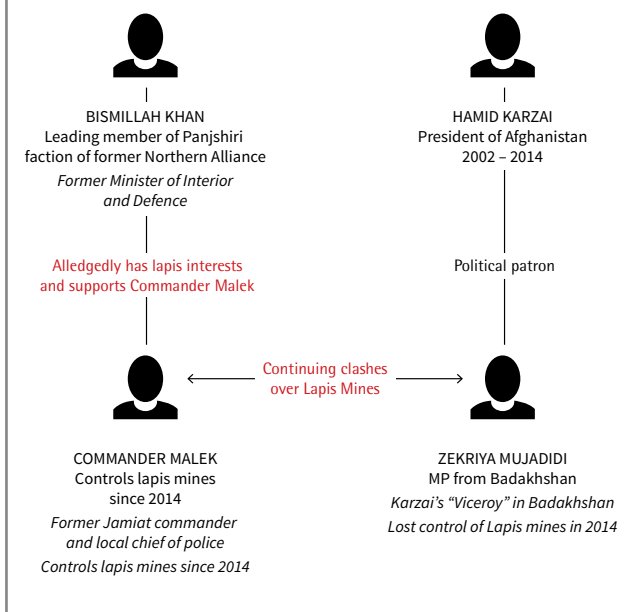 BISMILLAH KHAN
Leading member of Panjshiri
faction of former Northern Alliance
Former Minister of Interior
and Defence
HAMID KARZAI
President of Afghanistan
2002 – 2014
Alledgedly has lapis interests
and supports Commander Malek
Political patron
Continuing clashes
over Lapis Mines
COMMANDER MALEK
Controls lapis mines
since 2014
Former Jamiat commander
and local chief of police
Controls lapis mines since 2014
ZEKRIYA MUJADIDI
MP from Badakhshan
Karzai’s “Viceroy” in Badakhshan
Lost control of Lapis mines in 2014